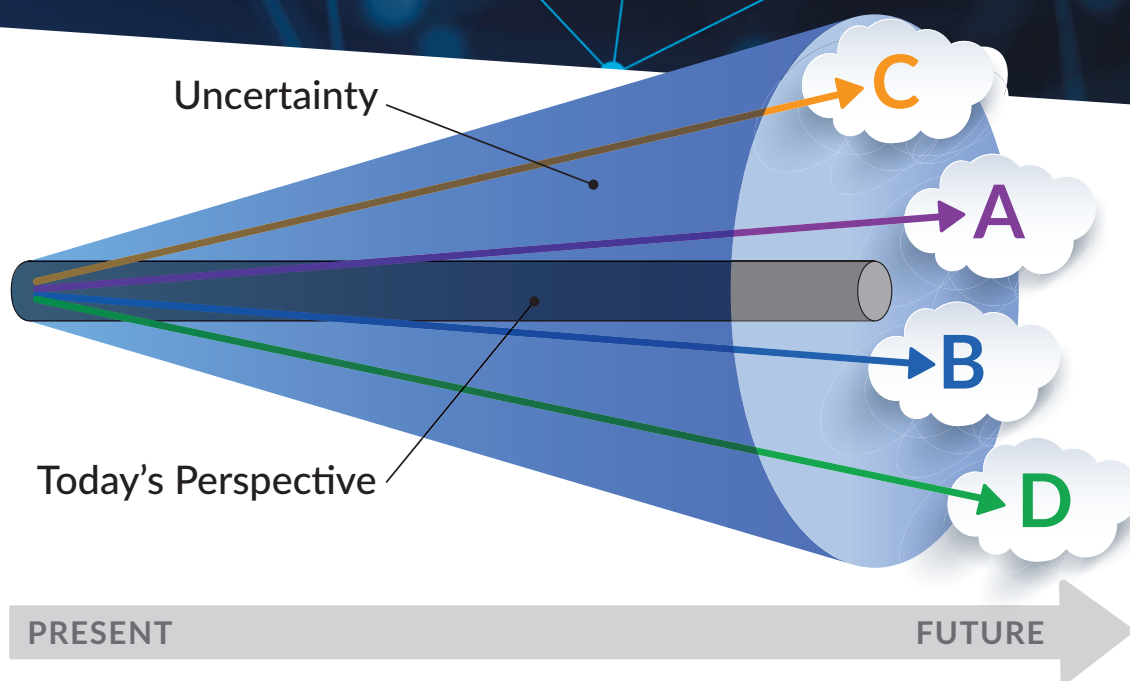 Uncertainty
C
A
B
Today's Perspective
D
PRESENT
FUTURE